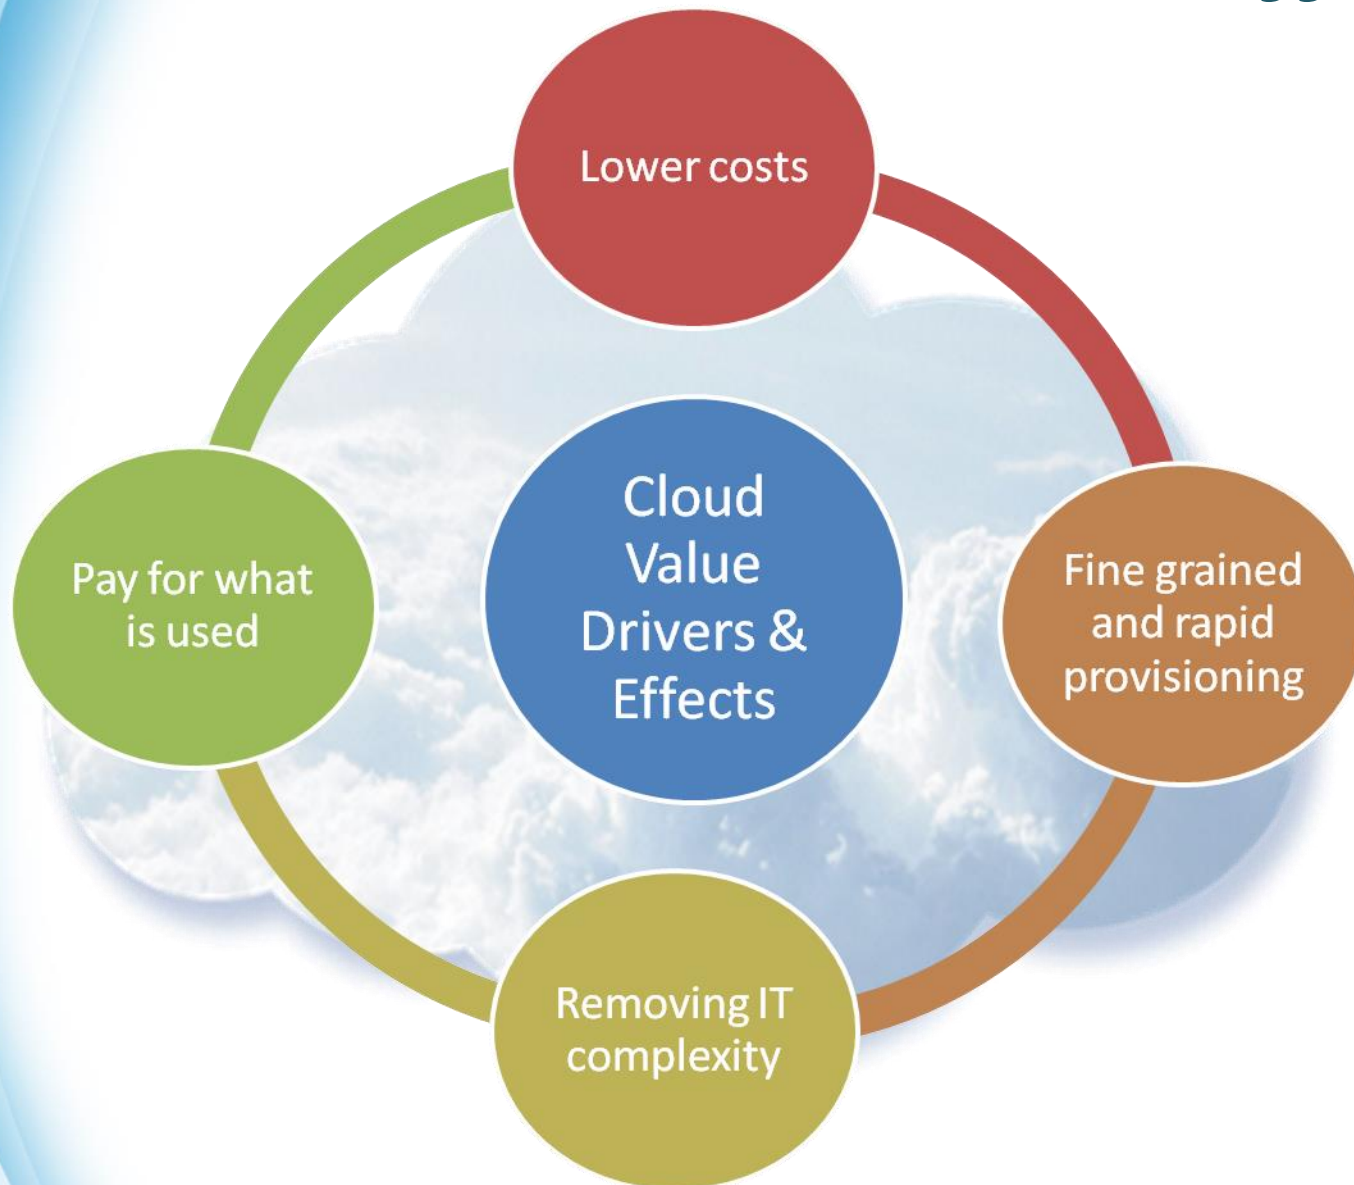 Lower costs
Cloud
Value
Drivers &
Effects
Pay for what
is used
Fine grained
and rapid
provisioning
Removing IT
complexity